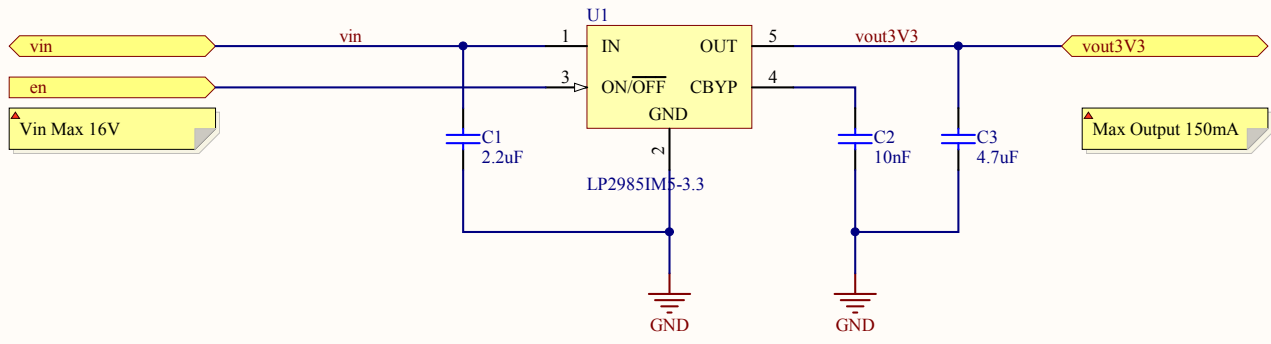 U1
vin
vin
1
IN
OUT
5
vout3V3
vout3V3
en
3
ON/OFF
CBYP
4
GND
Vin Max 16V
Max Output 150mA
C1
2.2uF
2
C2
10nF
C3
4.7uF
LP2985IM5-3.3
GND
GND